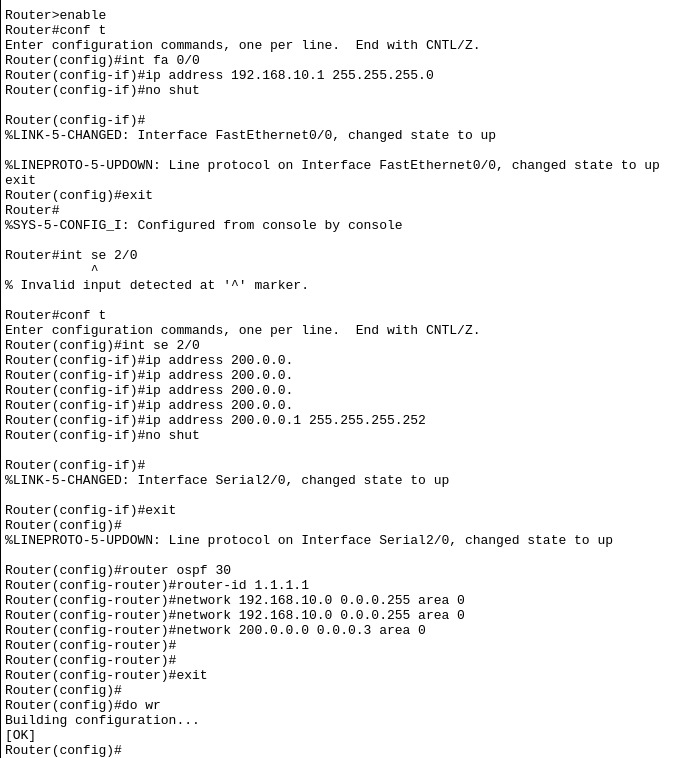 Router>enable
Router#conf t
Enter configuration commands, one per line.  End with CNTL/Z.
Router(config)#int fa 0/0
Router(config-if)#ip address 192.168.10.1 255.255.255.0
Router(config-if)#no shut

Router(config-if)#
%LINK-5-CHANGED: Interface FastEthernet0/0, changed state to up

%LINEPROTO-5-UPDOWN: Line protocol on Interface FastEthernet0/0, changed state to up
exit
Router(config)#exit
Router#
%SYS-5-CONFIG_I: Configured from console by console

Router#int se 2/0
           ^
% Invalid input detected at '^' marker.

Router#conf t
Enter configuration commands, one per line.  End with CNTL/Z.
Router(config)#int se 2/0
Router(config-if)#ip address 200.0.0.
Router(config-if)#ip address 200.0.0.
Router(config-if)#ip address 200.0.0.
Router(config-if)#ip address 200.0.0.
Router(config-if)#ip address 200.0.0.1 255.255.255.252
Router(config-if)#no shut

Router(config-if)#
%LINK-5-CHANGED: Interface Serial2/0, changed state to up

Router(config-if)#exit
Router(config)#
%LINEPROTO-5-UPDOWN: Line protocol on Interface Serial2/0, changed state to up

Router(config)#router ospf 30
Router(config-router)#router-id 1.1.1.1
Router(config-router)#network 192.168.10.0 0.0.0.255 area 0
Router(config-router)#network 192.168.10.0 0.0.0.255 area 0
Router(config-router)#network 200.0.0.0 0.0.0.3 area 0
Router(config-router)#
Router(config-router)#
Router(config-router)#exit
Router(config)#
Router(config)#do wr
Building configuration...
[OK]
Router(config)#